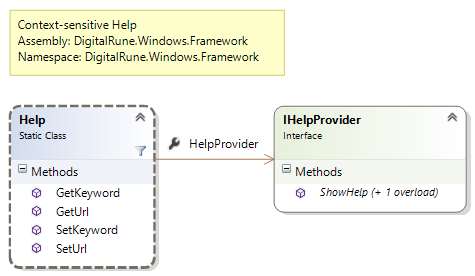 Context-sensitive Help
Assembly: DigitalRune.Windows.Framework
Namespace: DigitalRune.Windows.Framework
Help
Static Class
Methods
GetKeyword
GetUrl
SetKeyword
SetUrl
HelpProvider
IHelpProvider
Interface
Methods
ShowHelp (+ 1 overload)